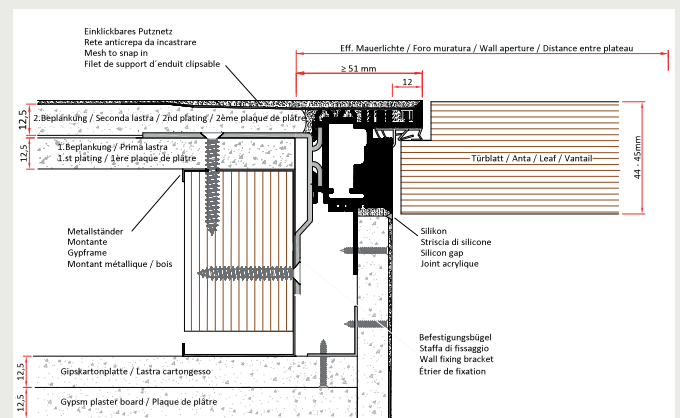 Einklickbares Putznetz
Rete anticrepa da incastrare
Mesh to snap in
Filet de support d´enduit clipsable
Eff. Mauerlichte / Foro muratura / Wall aperture / Distance entre plateau
≥ 51 mm
12
12,5
2.Beplankung / Seconda lastra / 2nd plating / 2ème plaque de plâtre
12,5
1.Beplankung / Prima lastra
1.st plating / 1ère plaque de plâtre
Türblatt / Anta / Leaf / Vantail
44 - 45mm
Metallständer
Montante
Gypframe
Montant métallique / bois
Silikon
Striscia di silicone
Silicon gap
Joint acrylique
Befestigungsbügel
Staffa di fissaggio
Wall fixing bracket
Étrier de fixation
12,5
Gipskartonplatte / Lastra cartongesso
12,5
Gypsm plaster board / Plaque de plâtre